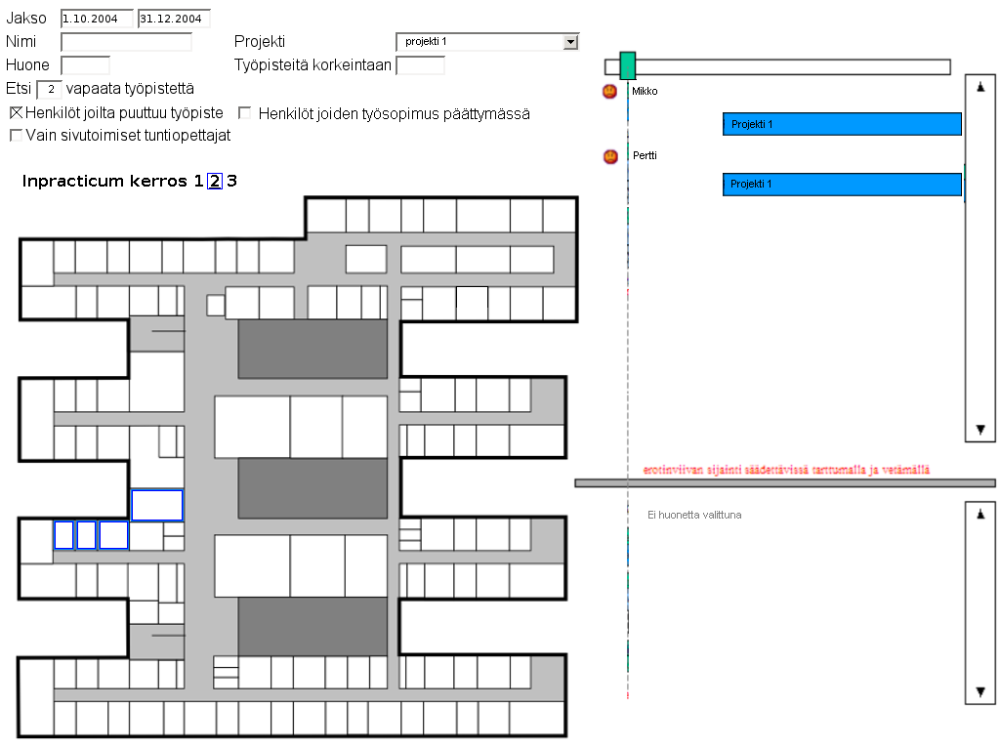 Jakso 1.10.2004 31.12.2004
Nimi Projekti projekti 1
Huone Työpisteitä korkeintaan
Etsi 2 vapaata työpistettä
Henkilöt joilta puuttuu työpiste Henkilöt joiden työsopimus päättymässä
Vain sivutoimiset tuntiopettajat
Inpracticum kerros 1 2 3
Mikko
Projekti 1
Pertti
Projekti 1
erotinviivan sijainti säädettävissä tarttumalla ja vetämällä
Ei huonetta valittuna